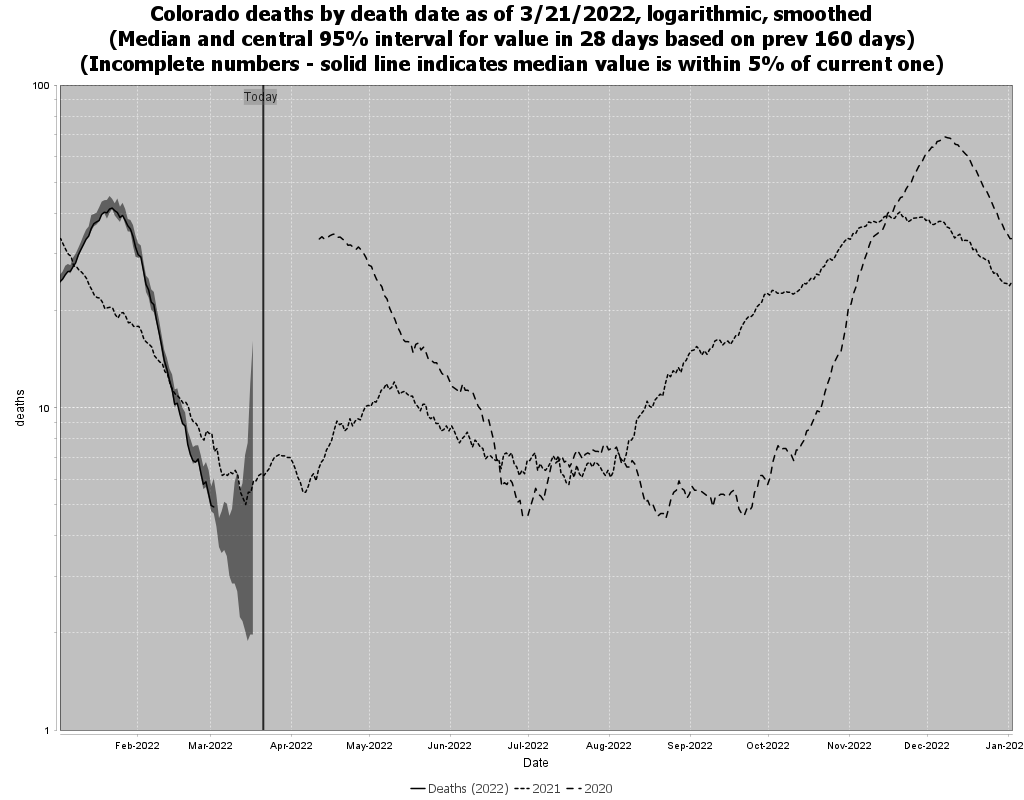 Colorado deaths by death date as of 3/21/2022, logarithmic, smoothed
(Median and central 95% interval for value in 28 days based on prev 160 days)
(Incomplete numbers - solid line indicates median value is within 5% of current one)
100
Today
10
deaths
1
Feb-2022 Mar-2022 Apr-2022 May-2022 Jun-2022 Jul-2022 Aug-2022 Sep-2022 Oct-2022 Nov-2022 Dec-2022 Jan-202
Date
Deaths (2022) 2021 2020